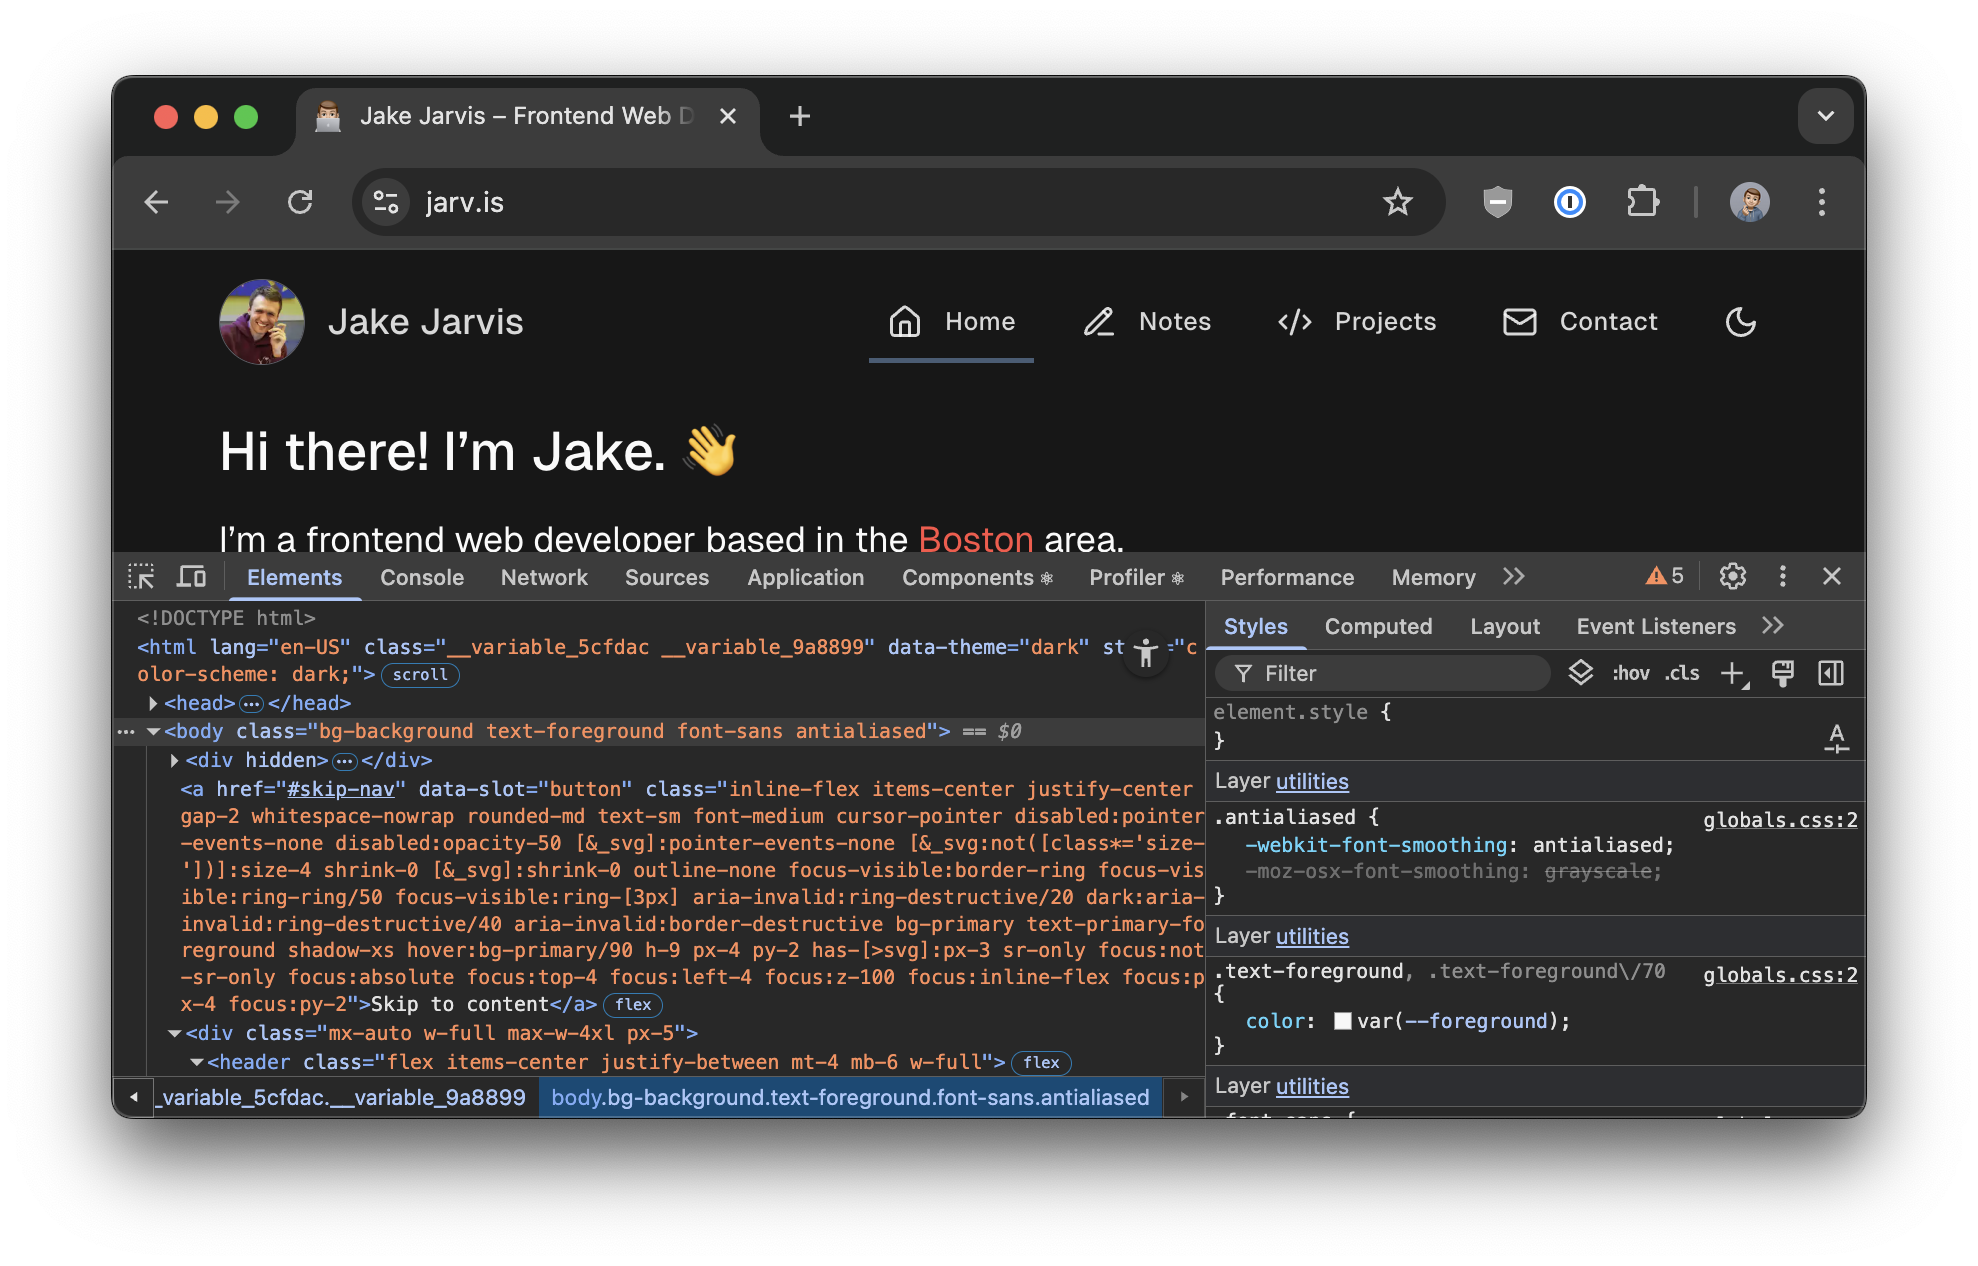 Jake Jarvis – Frontend Web D
jarv.is
Jake Jarvis
Home
Notes
Projects
Contact
Hi there! I’m Jake. 👋
I’m a frontend web developer based in the Boston area.
Elements Console Network Sources Application Components ⚛ Profiler ⚛ Performance Memory 5
<!DOCTYPE html>
<html lang="en-US" class="__variable_5cfdac __variable_9a8899" data-theme="dark" st ="c
olor-scheme: dark;"> scroll
<head> ⋯ </head>
⋯ <body class="bg-background text-foreground font-sans antialiased"> == $0
<div hidden> ⋯ </div>
<a href="#skip-nav" data-slot="button" class="inline-flex items-center justify-center
gap-2 whitespace-nowrap rounded-md text-sm font-medium cursor-pointer disabled:pointer
-events-none disabled:opacity-50 [&_svg]:pointer-events-none [&_svg:not([class*='size-
'])]:size-4 shrink-0 [&_svg]:shrink-0 outline-none focus-visible:border-ring focus-vis
ible:ring-ring/50 focus-visible:ring-[3px] aria-invalid:ring-destructive/20 dark:aria-
invalid:ring-destructive/40 aria-invalid:border-destructive bg-primary text-primary-fo
reground shadow-xs hover:bg-primary/90 h-9 px-4 py-2 has-[>svg]:px-3 sr-only focus:not
-sr-only focus:absolute focus:top-4 focus:left-4 focus:z-100 focus:inline-flex focus:p
x-4 focus:py-2">Skip to content</a> flex
<div class="mx-auto w-full max-w-4xl px-5">
<header class="flex items-center justify-between mt-4 mb-6 w-full"> flex
_variable_5cfdac.__variable_9a8899 body.bg-background.text-foreground.font-sans.antialiased
Styles Computed Layout Event Listeners
Filter :hov .cls
element.style {
}
Layer utilities
.antialiased { globals.css:2
-webkit-font-smoothing: antialiased;
-moz-osx-font-smoothing: grayscale;
}
Layer utilities
.text-foreground, .text-foreground\/70 globals.css:2
{
color: var(--foreground);
}
Layer utilities